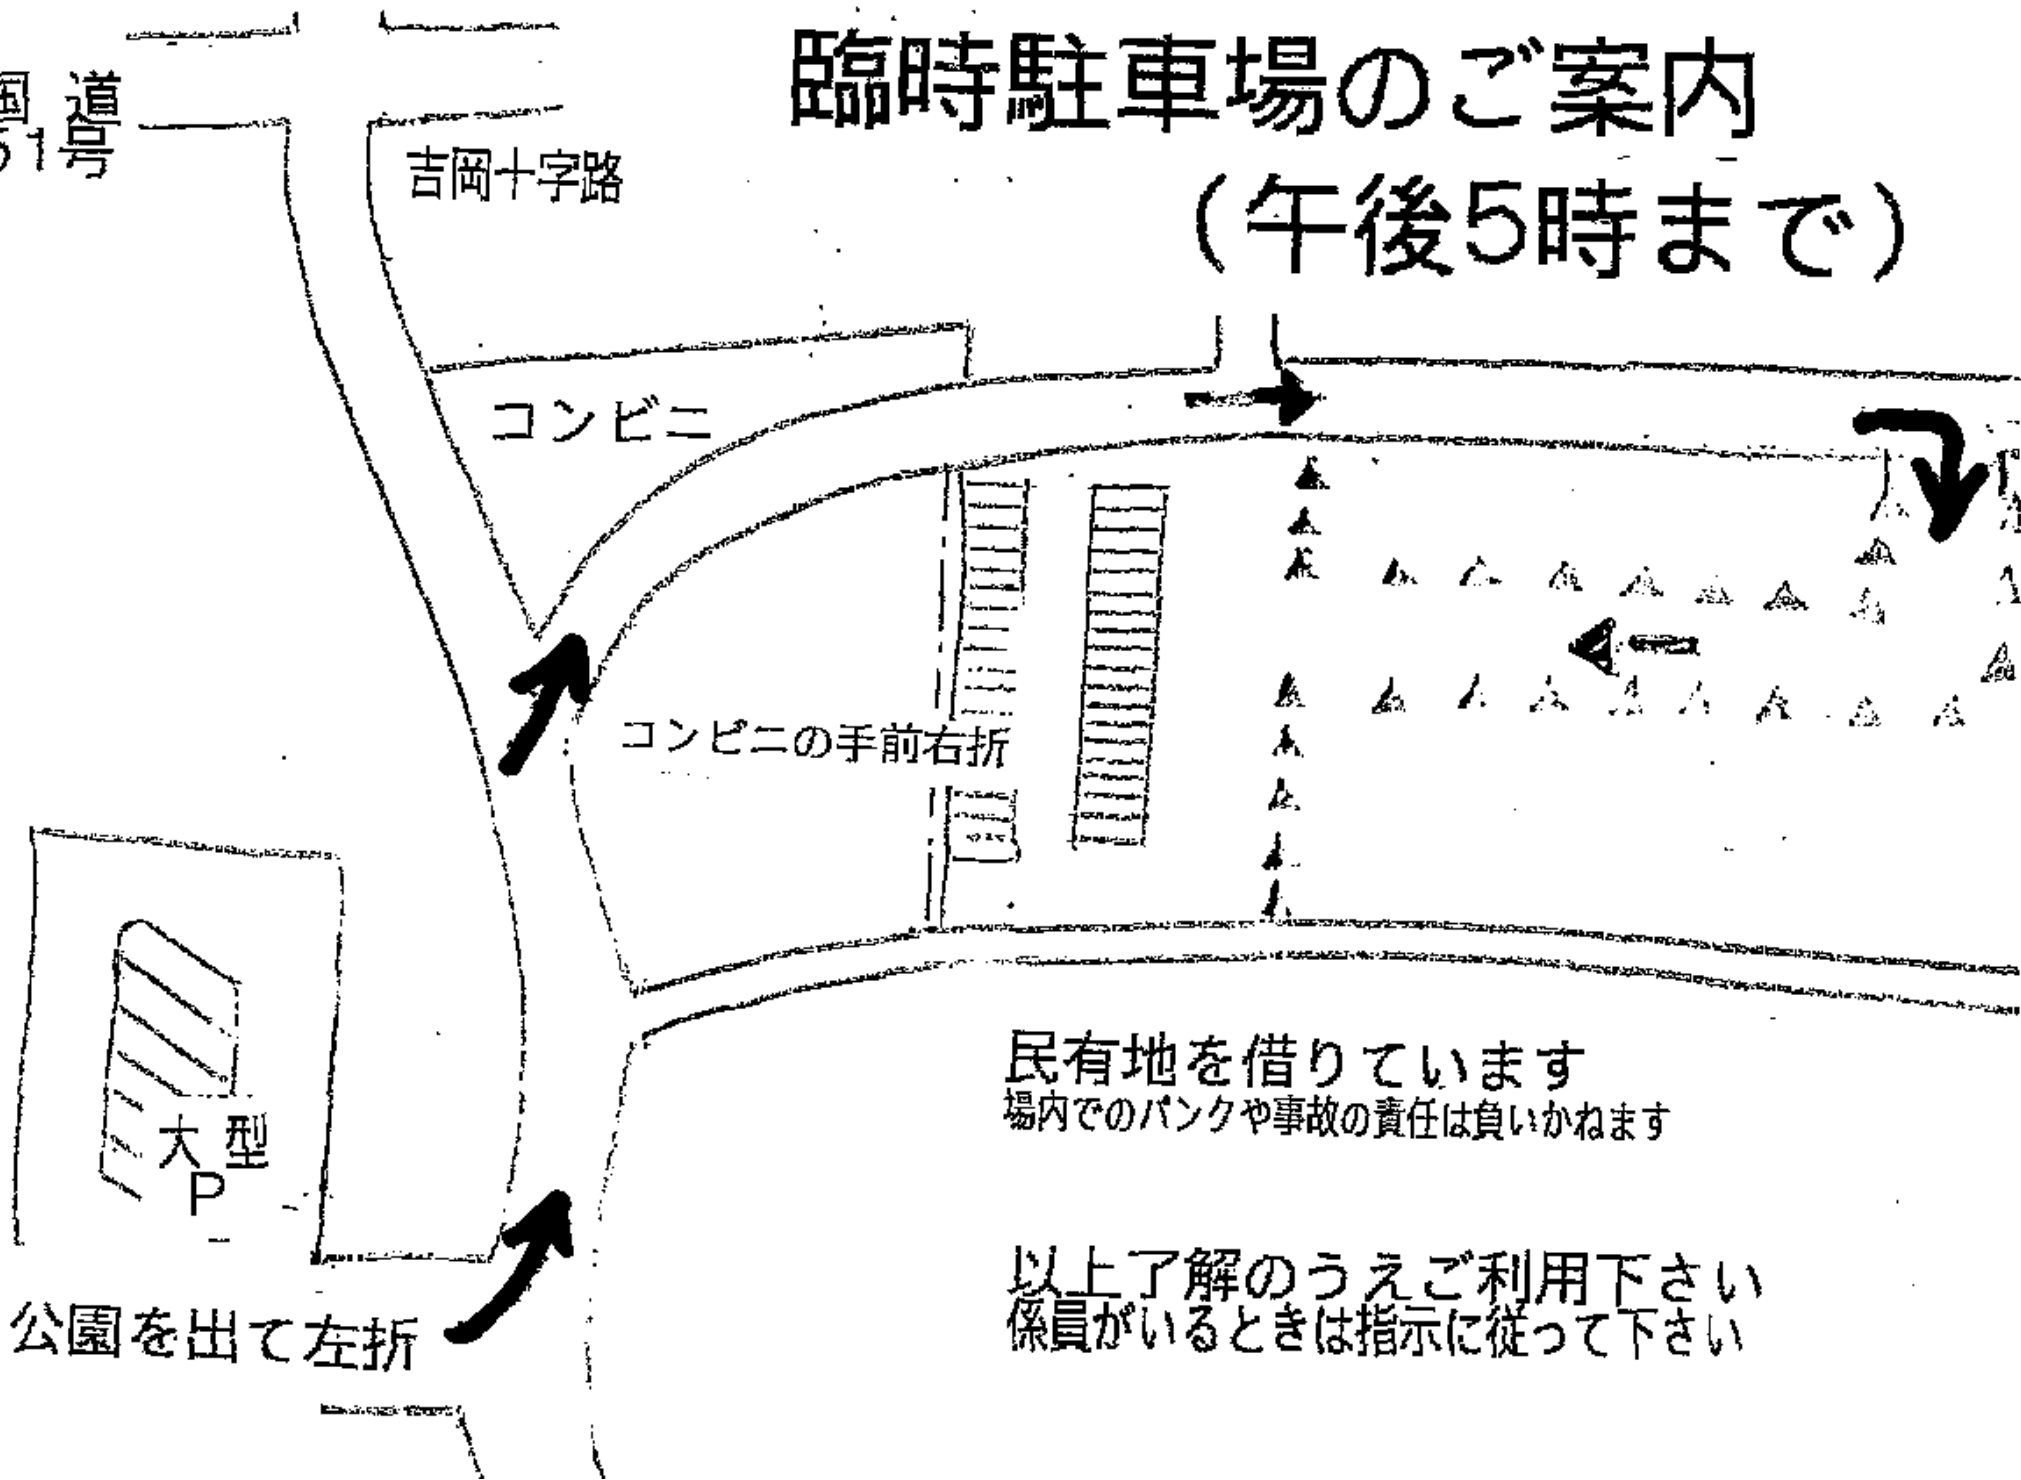 臨時駐車場のご案内
(午後5時まで)
国道
51号
吉岡十字路
コンビニ
コンビニの手前右折
大型
P
公園を出て左折
民有地を借りています
場内でのパンクや事故の責任は負いかねます
以上了解のうえご利用下さい
係員がいるときは指示に従って下さい